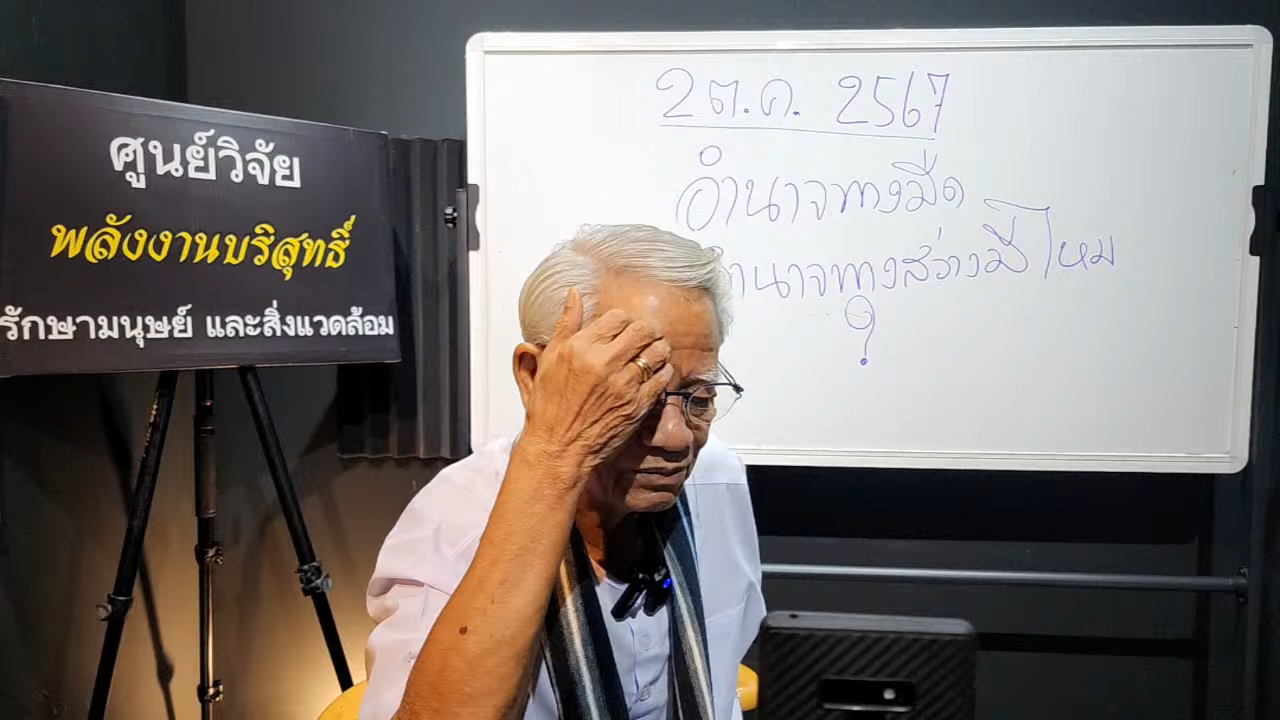 ศูนย์วิจัย
พลังงานบริสุทธิ์
รักษามนุษย์ และสิ่งแวดล้อม
2 ต.ค. 2567
อำนาจทางมืด
อำนาจทางสว่างมีไหม
?